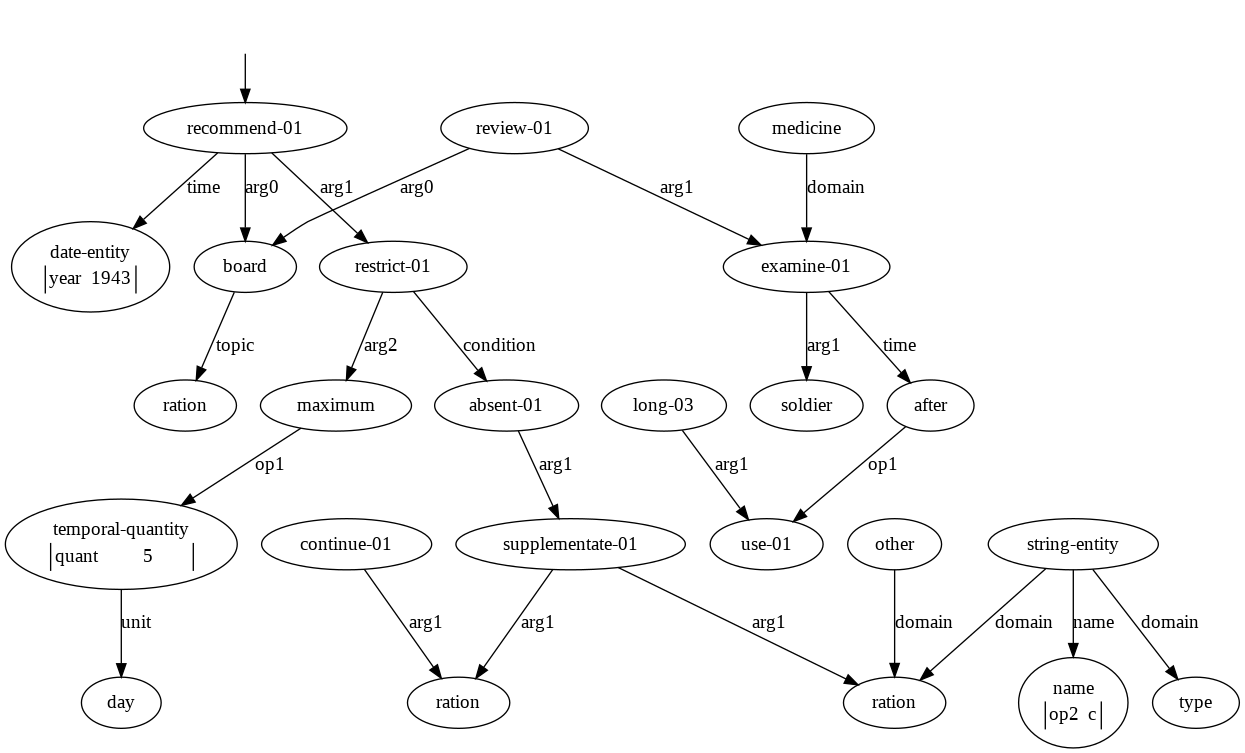 recommend-01 review-01 medicine
time arg0 arg1 arg0 arg1 domain
date-entity
year 1943
board restrict-01 examine-01
topic arg2 condition arg1 time
ration maximum absent-01 long-03 soldier after
op1 arg1 arg1 op1
temporal-quantity
quant 5
continue-01 supplementate-01 use-01 other string-entity
unit arg1 arg1 arg1 domain domain name domain
day ration ration
name
op2 c
type